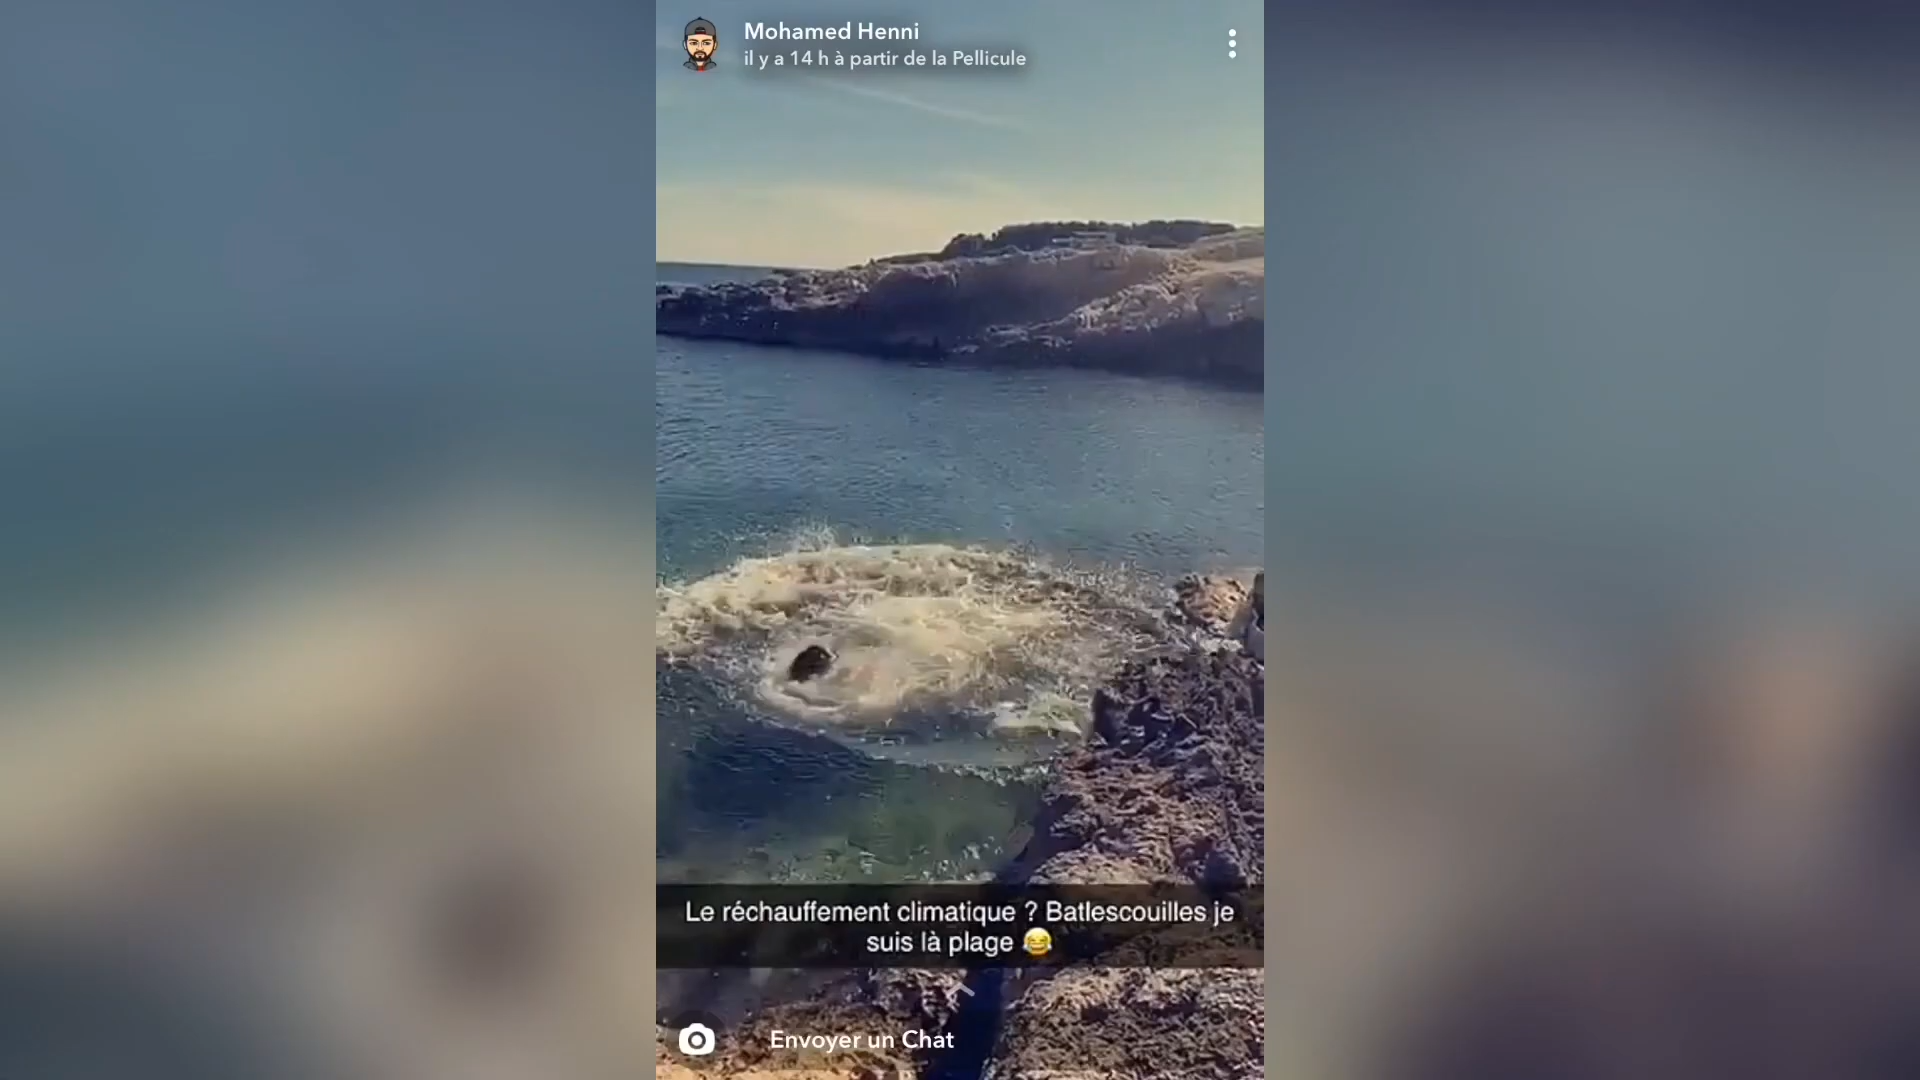 Mohamed Henni
il y a 14 h à partir de la Pellicule
Le réchauffement climatique ? Batlescouilles je
suis là plage 😂
Envoyer un Chat